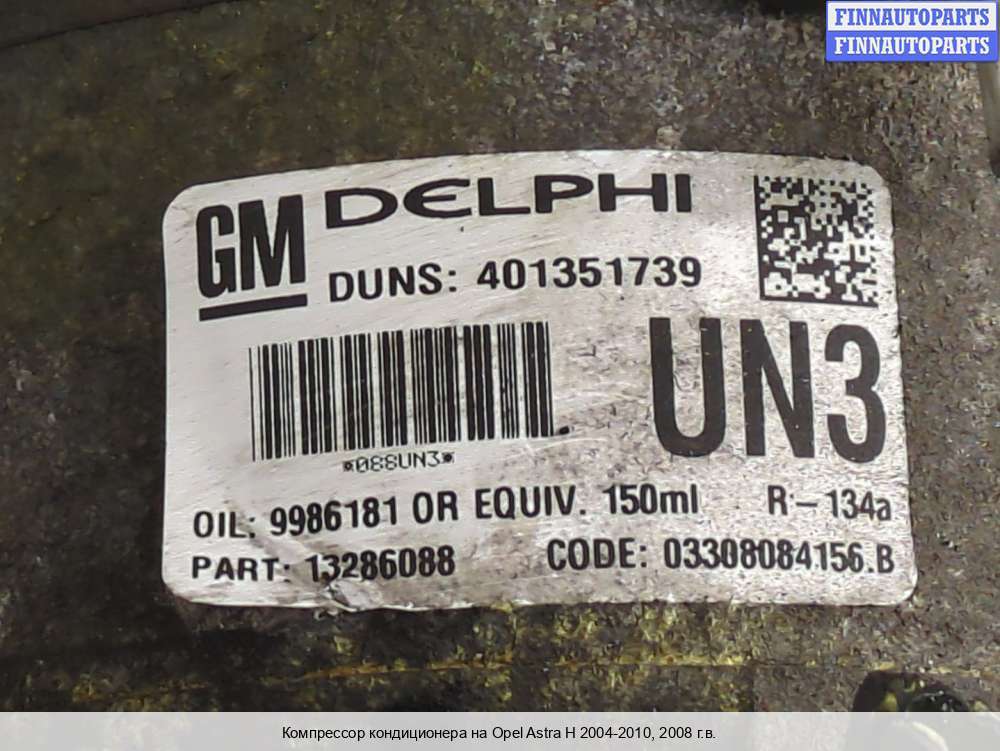 FINNAUTOPARTS
FINNAUTOPARTS
GM DELPHI
DUNS: 401351739
UN3
*088UN3*
OIL: 9986181 OR EQUIV. 150ml R-134a
PART: 13286088 CODE: 03308084156.B
Компрессор кондиционера на Opel Astra H 2004-2010, 2008 г.в.